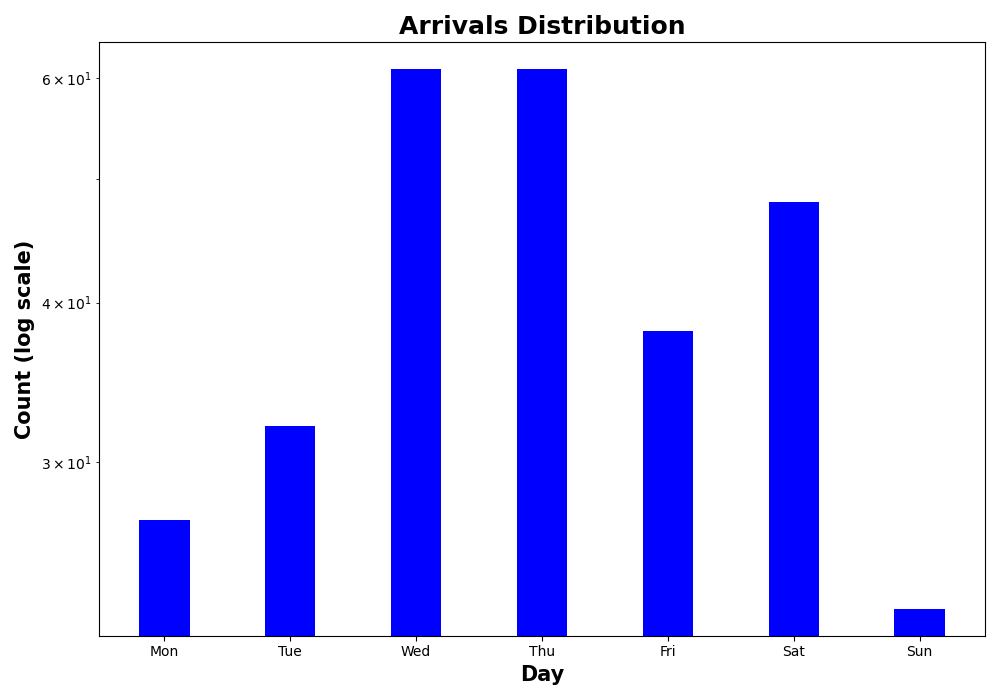 Arrivals Distribution
Count (log scale)
6 × 10¹
4 × 10¹
3 × 10¹
Mon Tue Wed Thu Fri Sat Sun
Day